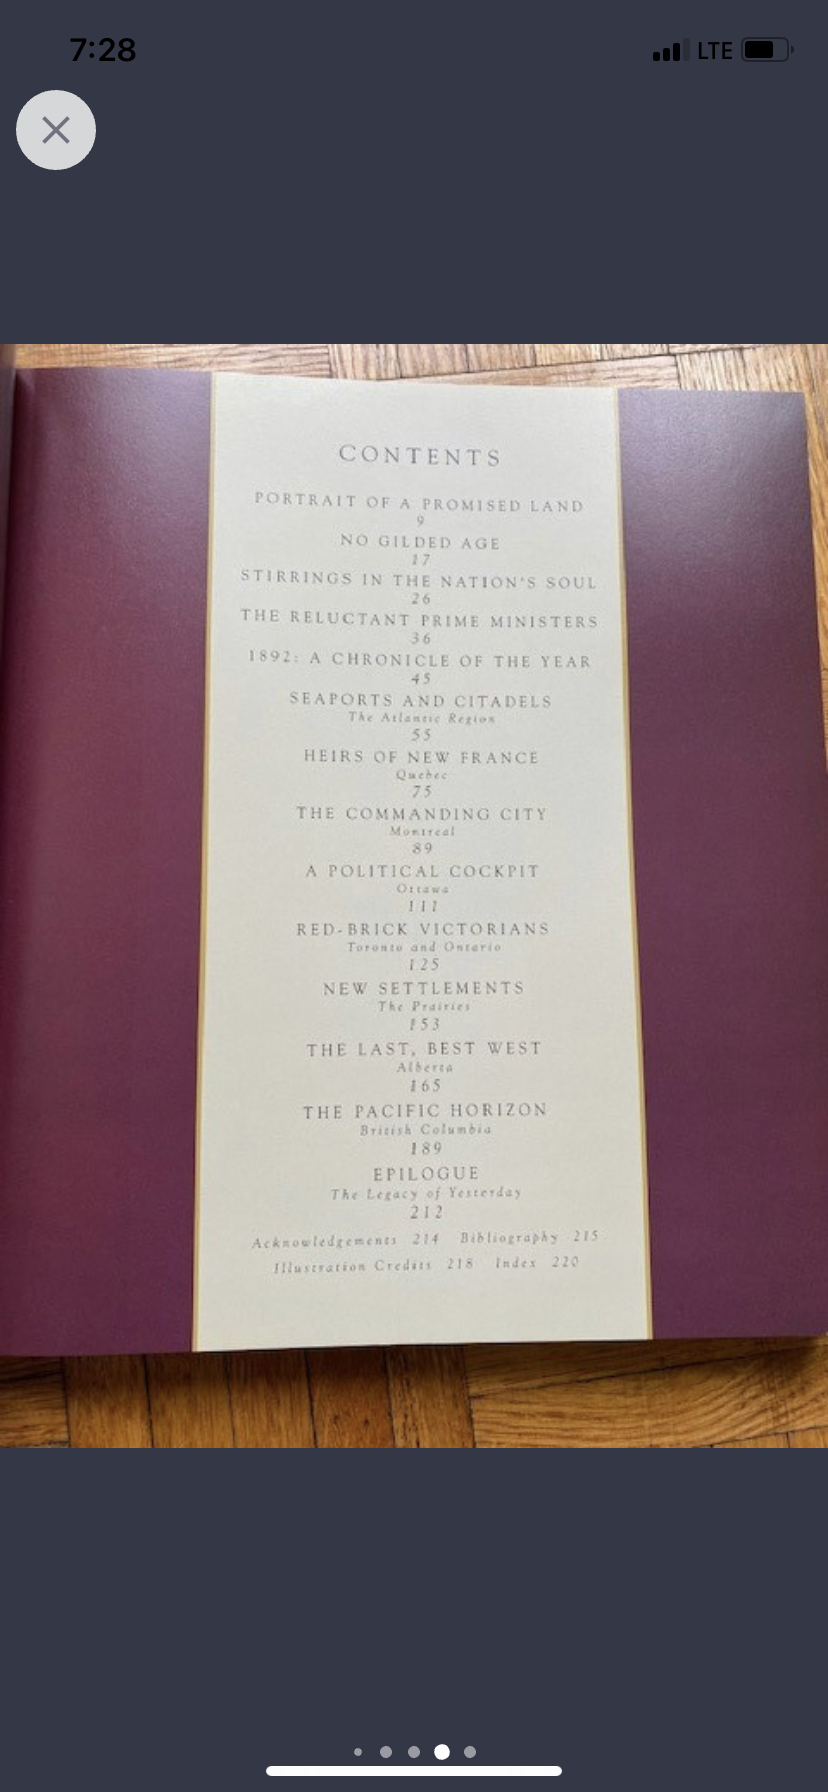 7:28
LTE
CONTENTS
PORTRAIT OF A PROMISED LAND
9
NO GILDED AGE
17
STIRRINGS IN THE NATION'S SOUL
26
THE RELUCTANT PRIME MINISTERS
36
1892: A CHRONICLE OF THE YEAR
45
SEAPORTS AND CITADELS
The Atlantic Region
55
HEIRS OF NEW FRANCE
Quebec
75
THE COMMANDING CITY
Montreal
89
A POLITICAL COCKPIT
Ottawa
111
RED-BRICK VICTORIANS
Toronto and Ontario
125
NEW SETTLEMENTS
The Prairies
153
THE LAST, BEST WEST
Alberta
165
THE PACIFIC HORIZON
British Columbia
189
EPILOGUE
The Legacy of Yesterday
212
Acknowledgements 214 Bibliography 215
Illustration Credits 218 Index 220